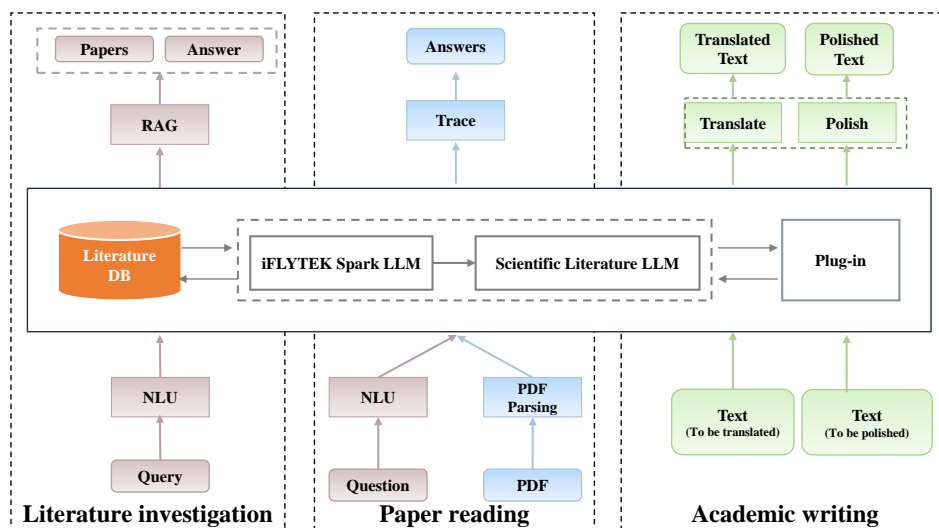 Papers
Answer
RAG
Answers
Trace
Translated
Text
Polished
Text
Translate
Polish
Literature
DB
iFLYTEK Spark LLM
Scientific Literature LLM
Plug-in
NLU
Query
NLU
PDF
Parsing
Question
PDF
Text
(To be translated)
Text
(To be polished)
Literature investigation
Paper reading
Academic writing